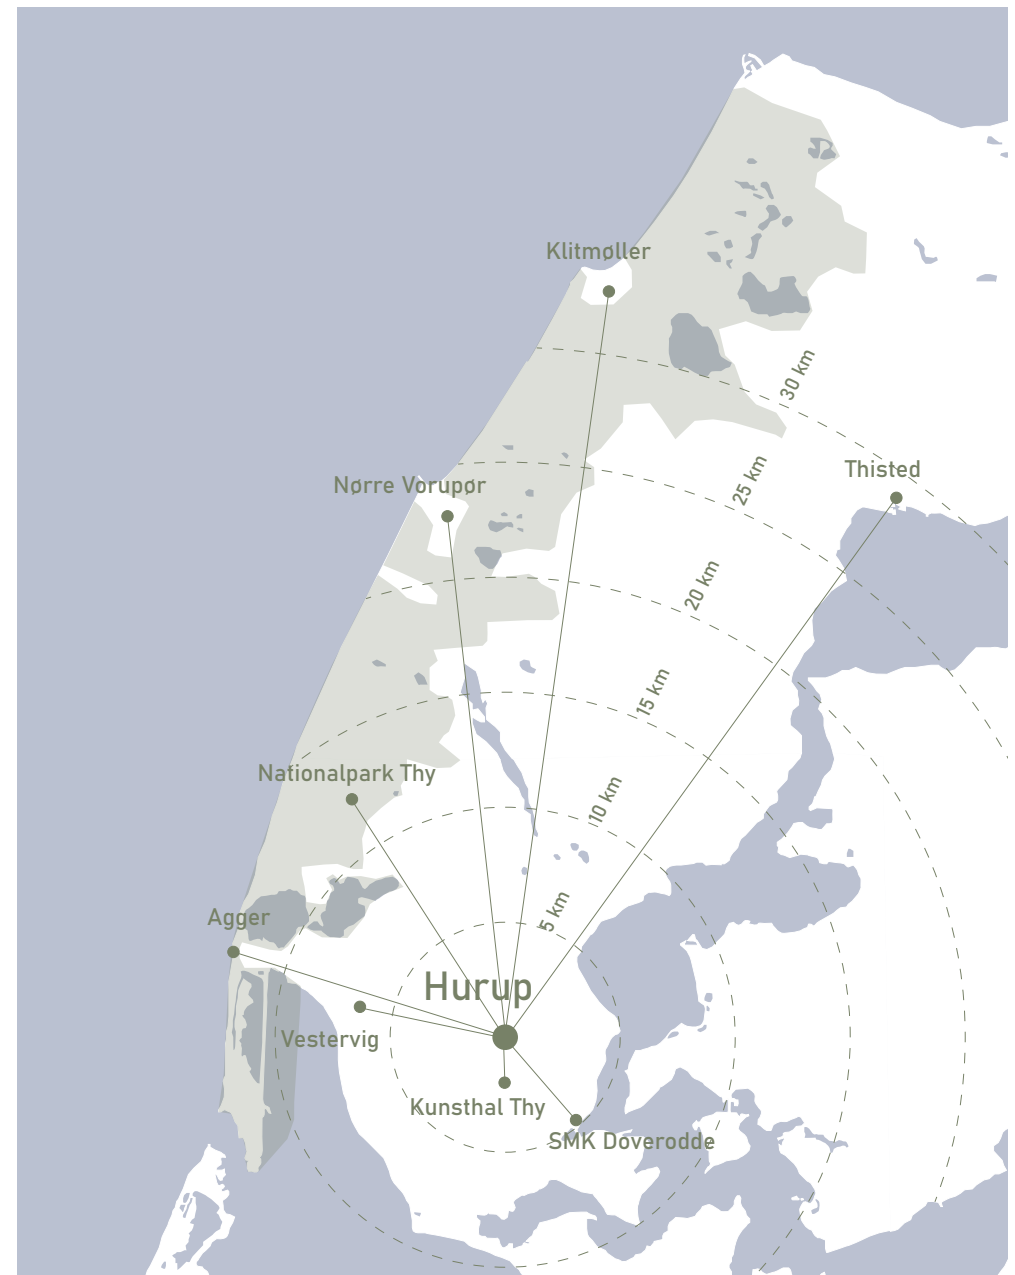 Klitmøller
30 km
Thisted
25 km
Nørre Vorupør
20 km
15 km
Nationalpark Thy
10 km
5 km
Agger
Hurup
Vestervig
Kunsthal Thy
SMK Doverodde